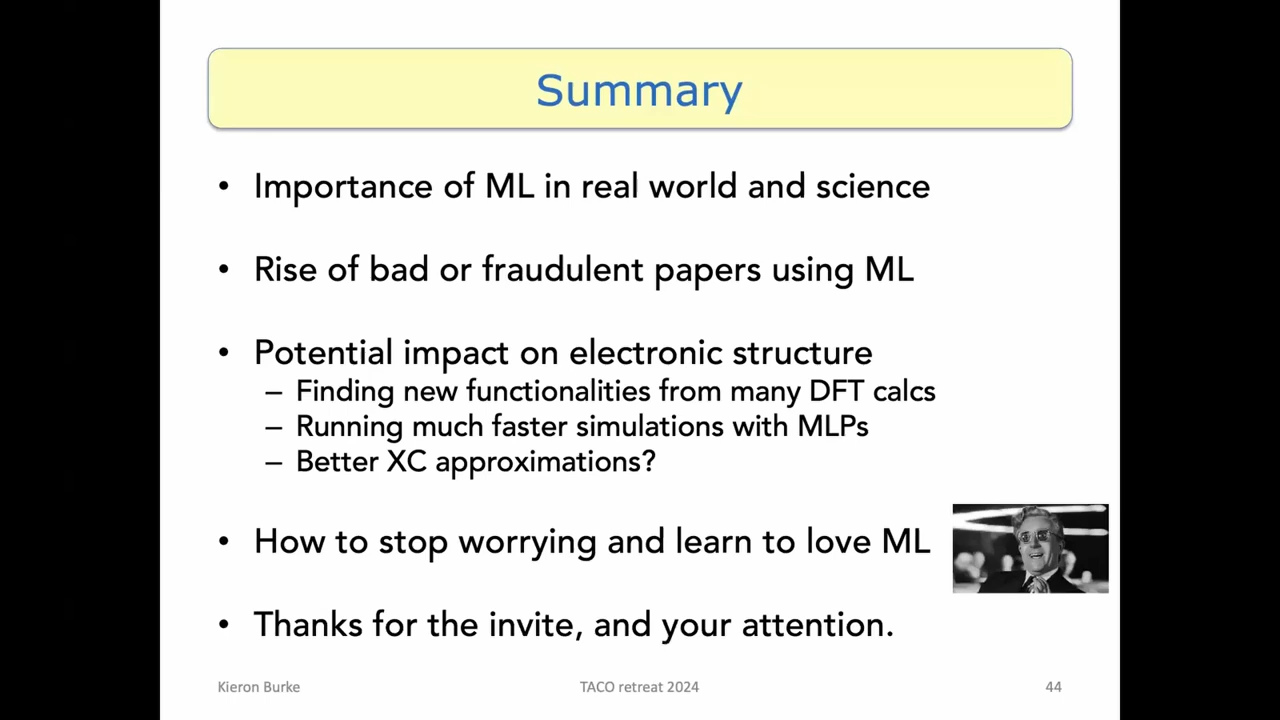 Summary
• Importance of ML in real world and science
• Rise of bad or fraudulent papers using ML
• Potential impact on electronic structure
– Finding new functionalities from many DFT calcs
– Running much faster simulations with MLPs
– Better XC approximations?
• How to stop worrying and learn to love ML
• Thanks for the invite, and your attention.
Kieron Burke
TACO retreat 2024
44